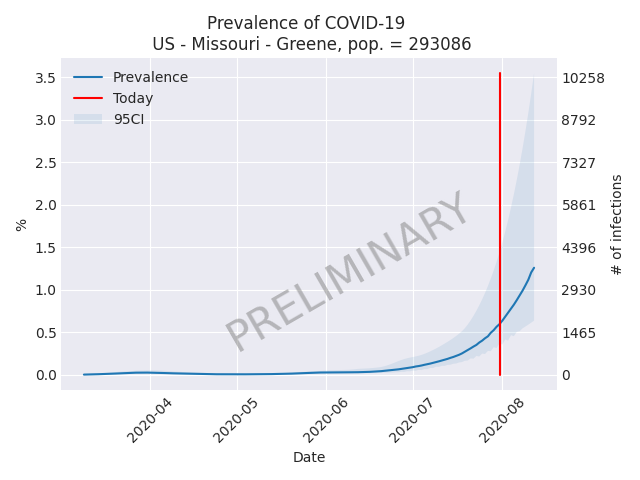 Prevalence of COVID-19
US - Missouri - Greene, pop. = 293086
Prevalence
Today
95CI
3.5
3.0
2.5
2.0
1.5
1.0
0.5
0.0
%
10258
8792
7327
5861
4396
2930
1465
0
# of infections
PRELIMINARY
2020-04
2020-05
2020-06
2020-07
2020-08
Date